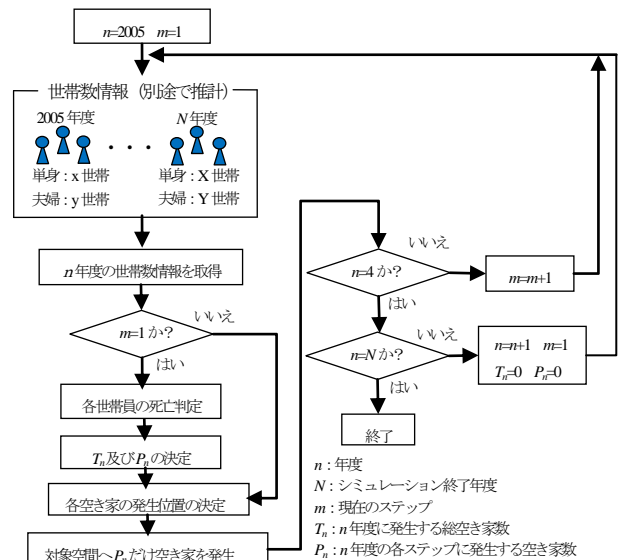 n=2005 m=1
世帯数情報（別途で推計）
2005年度 N年度
・・・
単身：x世帯 単身：X世帯
夫婦：y世帯 夫婦：Y世帯
n年度の世帯数情報を取得
m=1か？
いいえ
はい
各世帯員の死亡判定
Tn及びPnの決定
各空き家の発生位置の決定
対象空間へPnだけ空き家を発生
n=4か？
いいえ
m=m+1
はい
n=Nか？
いいえ
n=n+1 m=1
Tn=0 Pn=0
はい
終了
n：年度
N：シミュレーション終了年度
m：現在のステップ
Tn：n年度に発生する総空き家数
Pn：n年度の各ステップに発生する空き家数